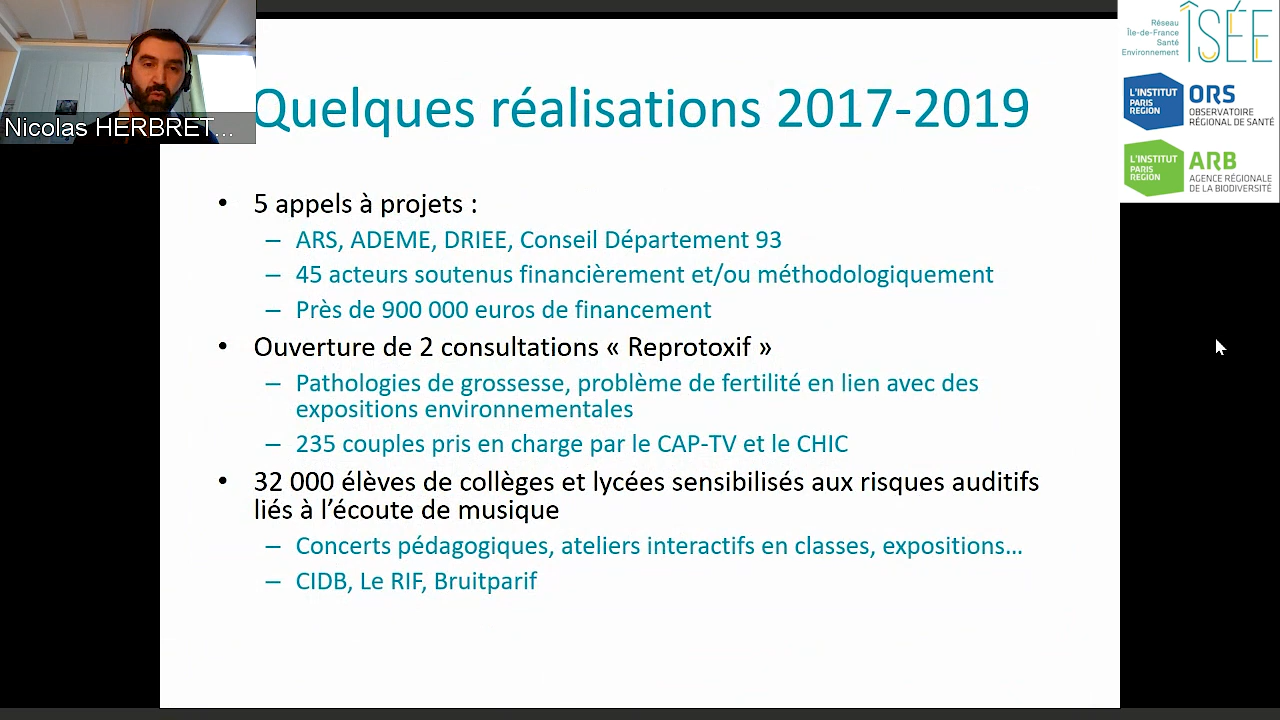 Nicolas HERBRET...
Quelques réalisations 2017-2019
Réseau
Île-de-France
Santé
Environnement
ÎSÉE
L'INSTITUT
PARIS
REGION
ORS
OBSERVATOIRE
RÉGIONAL DE SANTÉ
L'INSTITUT
PARIS
REGION
ARB
AGENCE RÉGIONALE
DE LA BIODIVERSITÉ
• 5 appels à projets :
– ARS, ADEME, DRIEE, Conseil Département 93
– 45 acteurs soutenus financièrement et/ou méthodologiquement
– Près de 900 000 euros de financement
• Ouverture de 2 consultations « Reprotoxif »
– Pathologies de grossesse, problème de fertilité en lien avec des
expositions environnementales
– 235 couples pris en charge par le CAP-TV et le CHIC
• 32 000 élèves de collèges et lycées sensibilisés aux risques auditifs
liés à l'écoute de musique
– Concerts pédagogiques, ateliers interactifs en classes, expositions…
– CIDB, Le RIF, Bruitparif